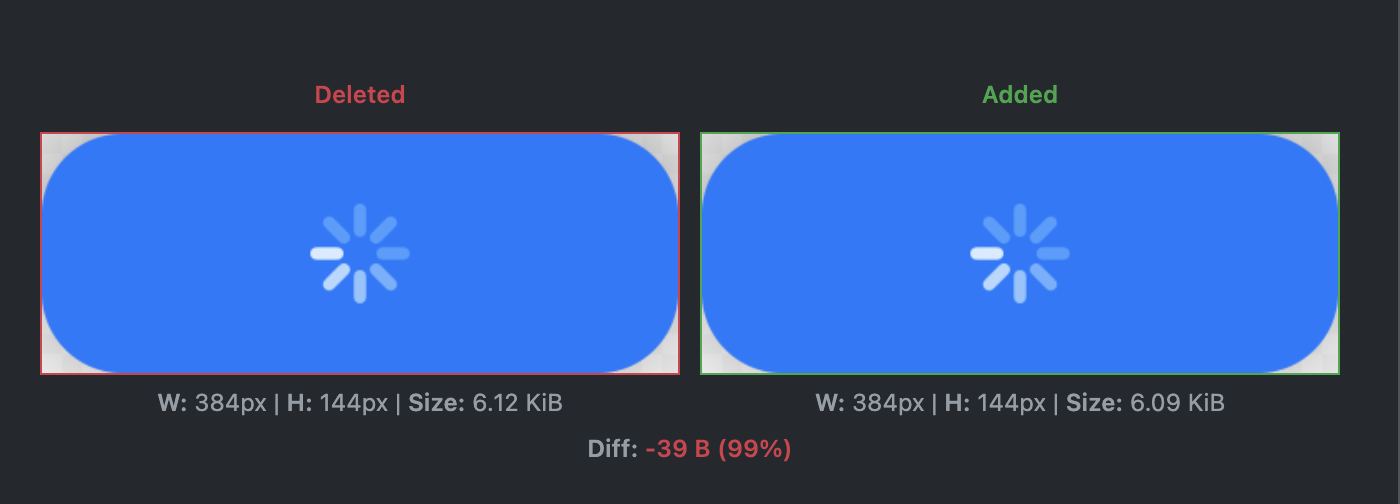 Deleted
Added
W: 384px | H: 144px | Size: 6.12 KiB
W: 384px | H: 144px | Size: 6.09 KiB
Diff: -39 B (99%)